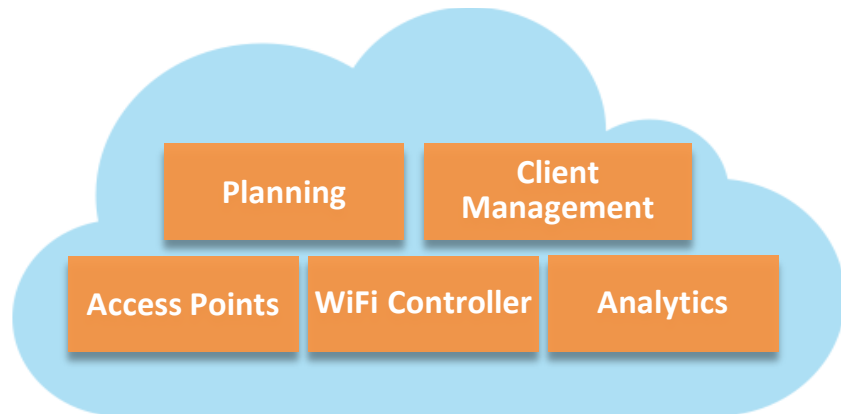 Planning
Client
Management
Access Points
WiFi Controller
Analytics